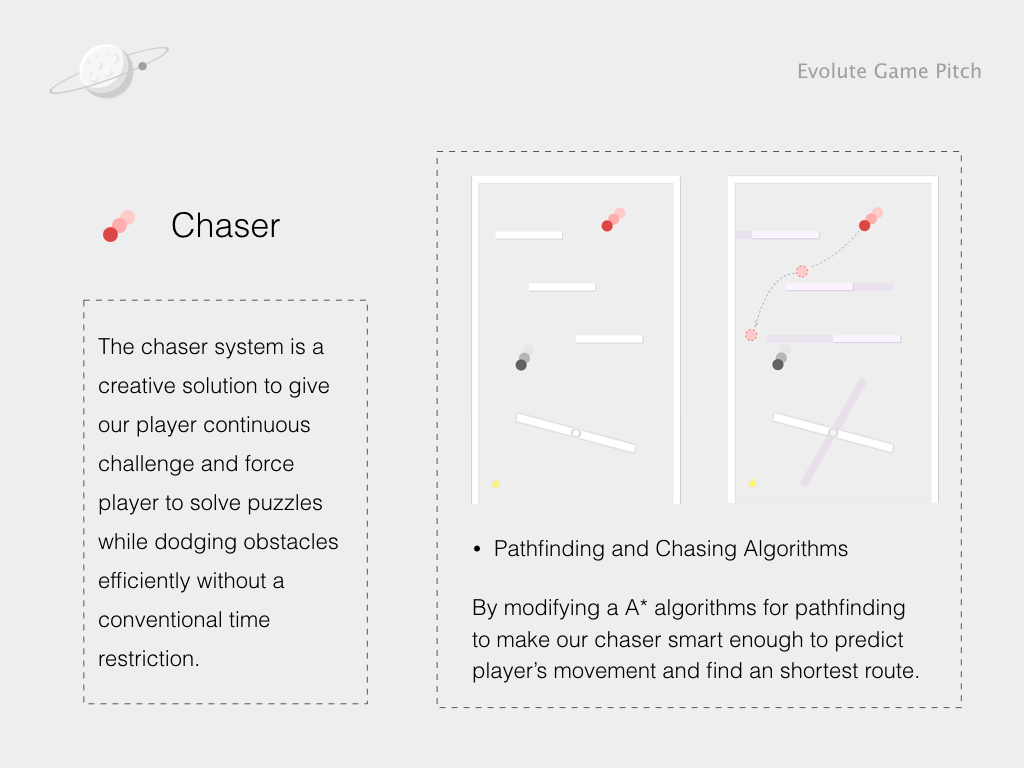 Evolute Game Pitch
Chaser
The chaser system is a
creative solution to give
our player continuous
challenge and force
player to solve puzzles
while dodging obstacles
efficiently without a
conventional time
restriction.
• Pathfinding and Chasing Algorithms
By modifying a A* algorithms for pathfinding
to make our chaser smart enough to predict
player’s movement and find an shortest route.